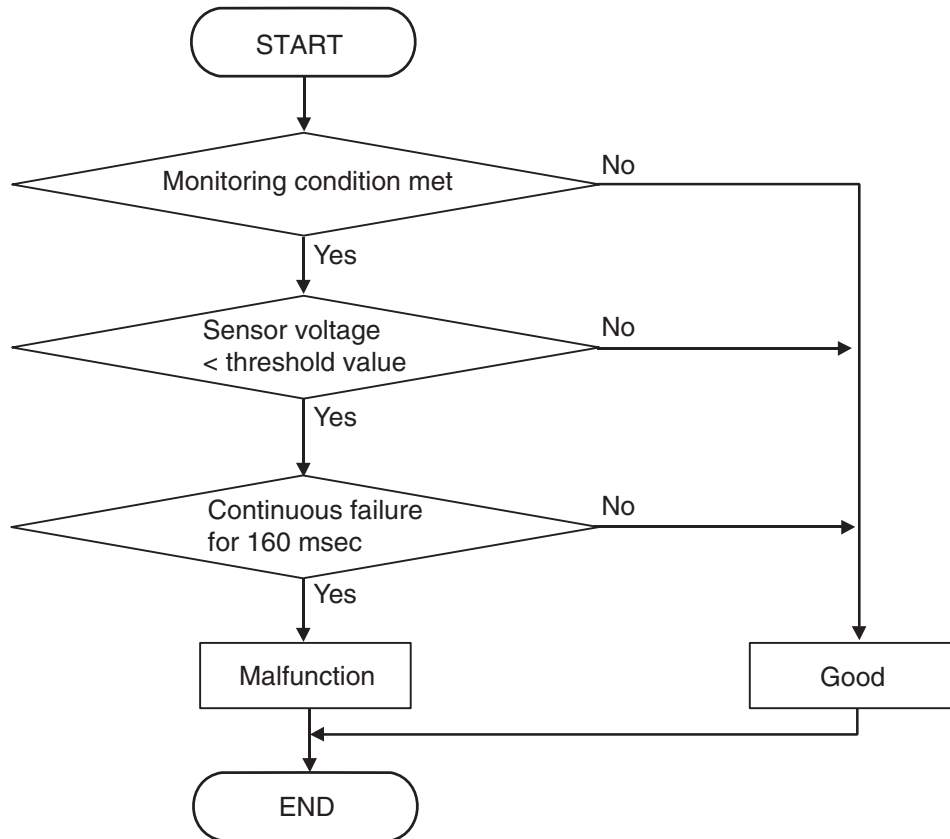 START
Monitoring condition met
No
Yes
Sensor voltage
< threshold value
No
Yes
Continuous failure
for 160 msec
No
Yes
Malfunction
Good
END